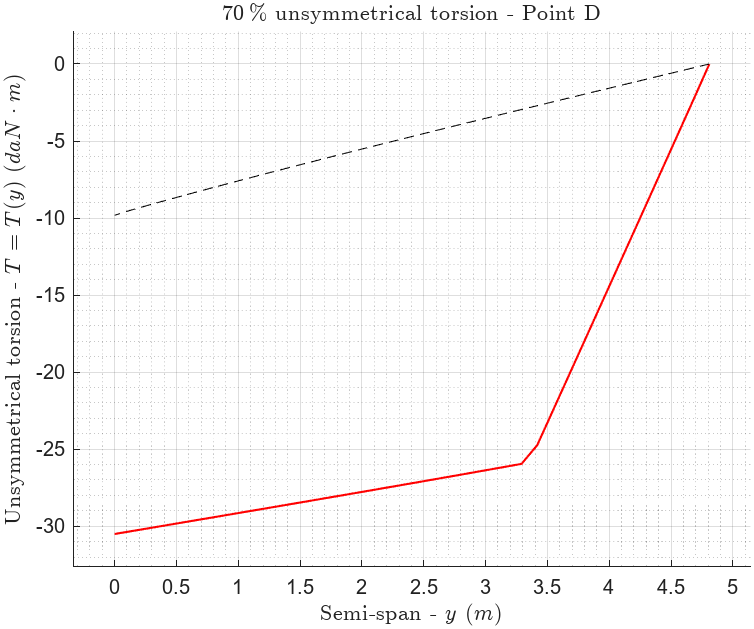 70 % unsymmetrical torsion - Point D
Unsymmetrical torsion - T = T(y) (daN · m)
0
-5
-10
-15
-20
-25
-30
0 0.5 1 1.5 2 2.5 3 3.5 4 4.5 5
Semi-span - y (m)